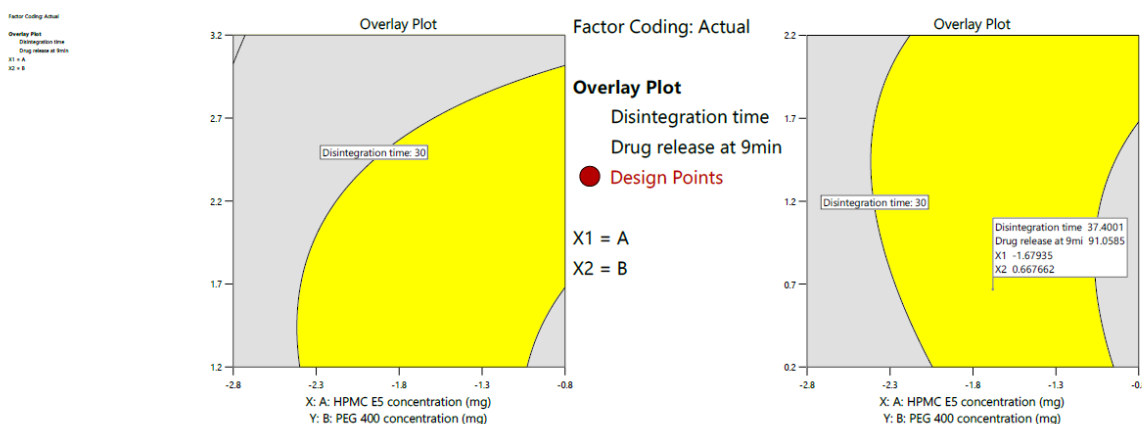 Factor Coding: Actual
Overlay Plot
Disintegration time
Drug release at 9min
X1 = A
X2 = B
Overlay Plot
3.2
2.7
2.2
1.7
1.2
Disintegration time: 30
-2.8
-2.3
-1.8
-1.3
-0.8
X: A: HPMC E5 concentration (mg)
Y: B: PEG 400 concentration (mg)
Factor Coding: Actual
Overlay Plot
Disintegration time
Drug release at 9min
Design Points
X1 = A
X2 = B
Overlay Plot
2.2
1.7
1.2
0.7
0.2
Disintegration time: 30
Disintegration time 37.4001
Drug release at 9mi 91.0585
X1 -1.67935
X2 0.667662
-2.8
-2.3
-1.8
-1.3
X: A: HPMC E5 concentration (mg)
Y: B: PEG 400 concentration (mg)